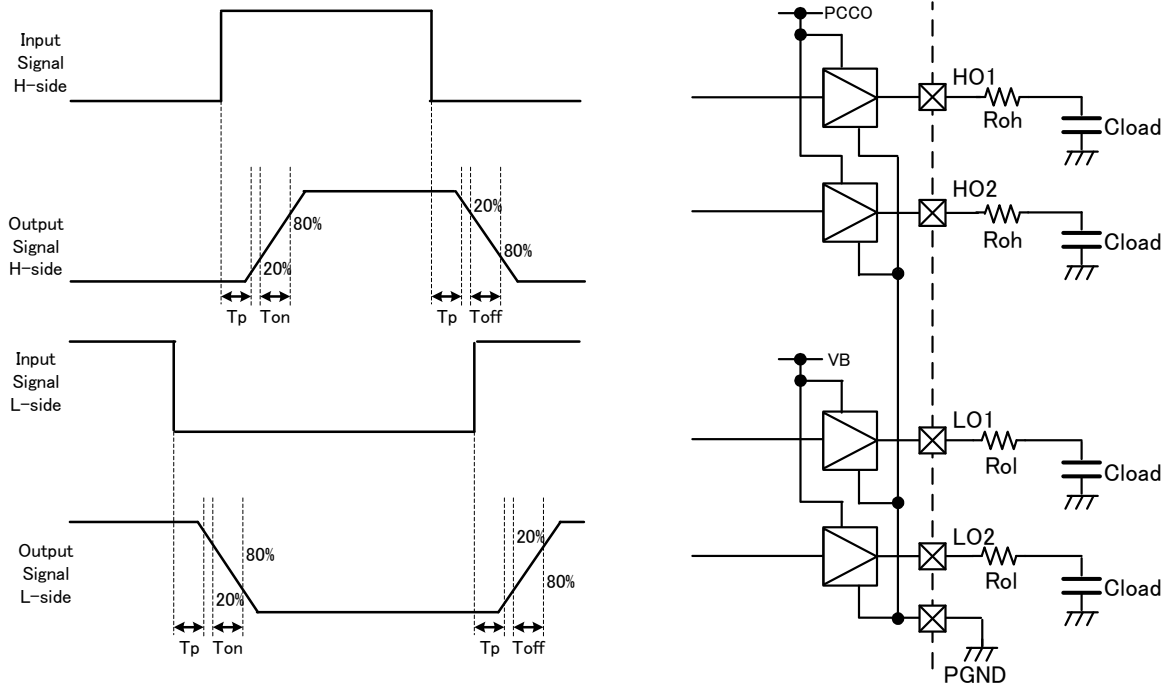 Input
Signal
H-side
Output
Signal
H-side
80%
20%
20%
80%
Tp
Ton
Tp
Toff
Input
Signal
L-side
Output
Signal
L-side
80%
20%
20%
80%
Tp
Ton
Tp
Toff
PCCO
HO1
Roh
Cload
HO2
Roh
Cload
VB
LO1
Rol
Cload
LO2
Rol
Cload
PGND